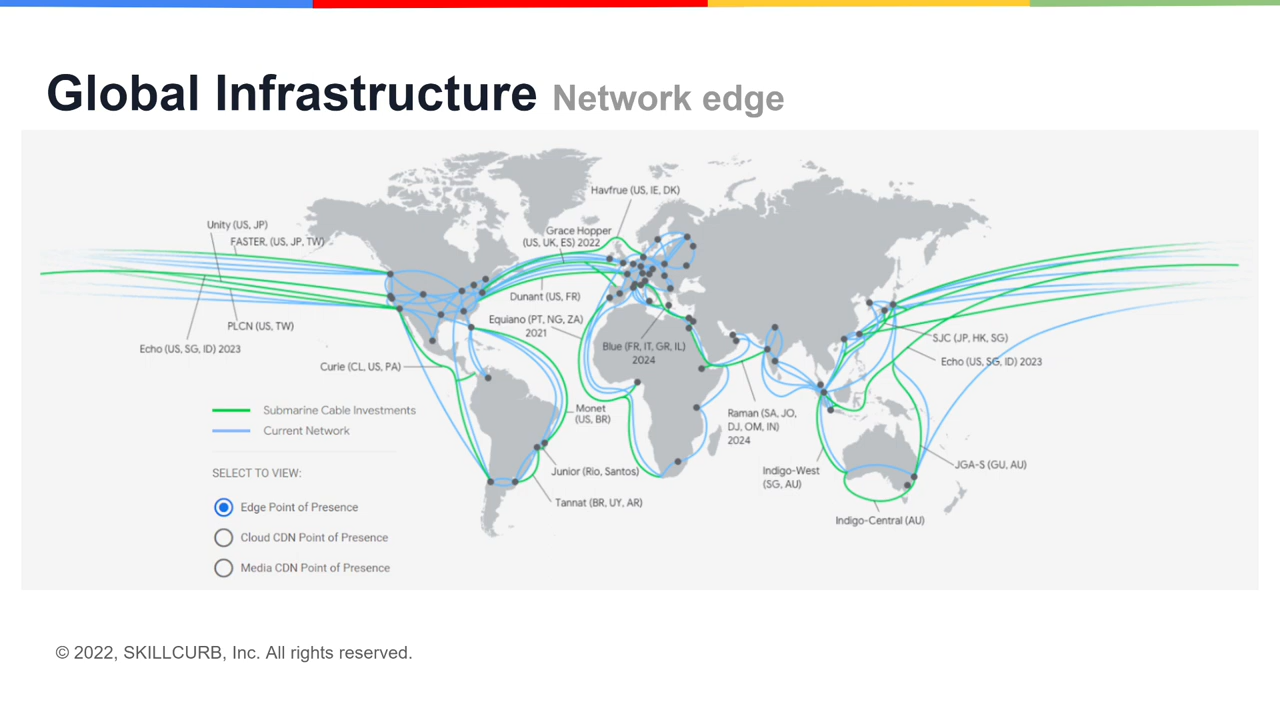 Global Infrastructure Network edge
Havfrue (US, IE, DK)
Unity (US, JP)
FASTER, (US, JP, TW)
Grace Hopper
(US, UK, ES) 2022
Dunant (US, FR)
PLCN (US, TW)
Equiano (PT, NG, ZA)
2021
Echo (US, SG, ID) 2023
Blue (FR, IT, GR, IL)
2024
SJC (JP, HK, SG)
Echo (US, SG, ID) 2023
Curie (CL, US, PA)
Monet
(US, BR)
Raman (SA, JO,
DJ, OM, IN)
2024
Submarine Cable Investments
Current Network
Junior (Rio, Santos)
Indigo-West
(SG, AU)
JGA-S (GU, AU)
SELECT TO VIEW:
Tannat (BR, UY, AR)
Edge Point of Presence
Indigo-Central (AU)
Cloud CDN Point of Presence
Media CDN Point of Presence
© 2022, SKILLCURB, Inc. All rights reserved.